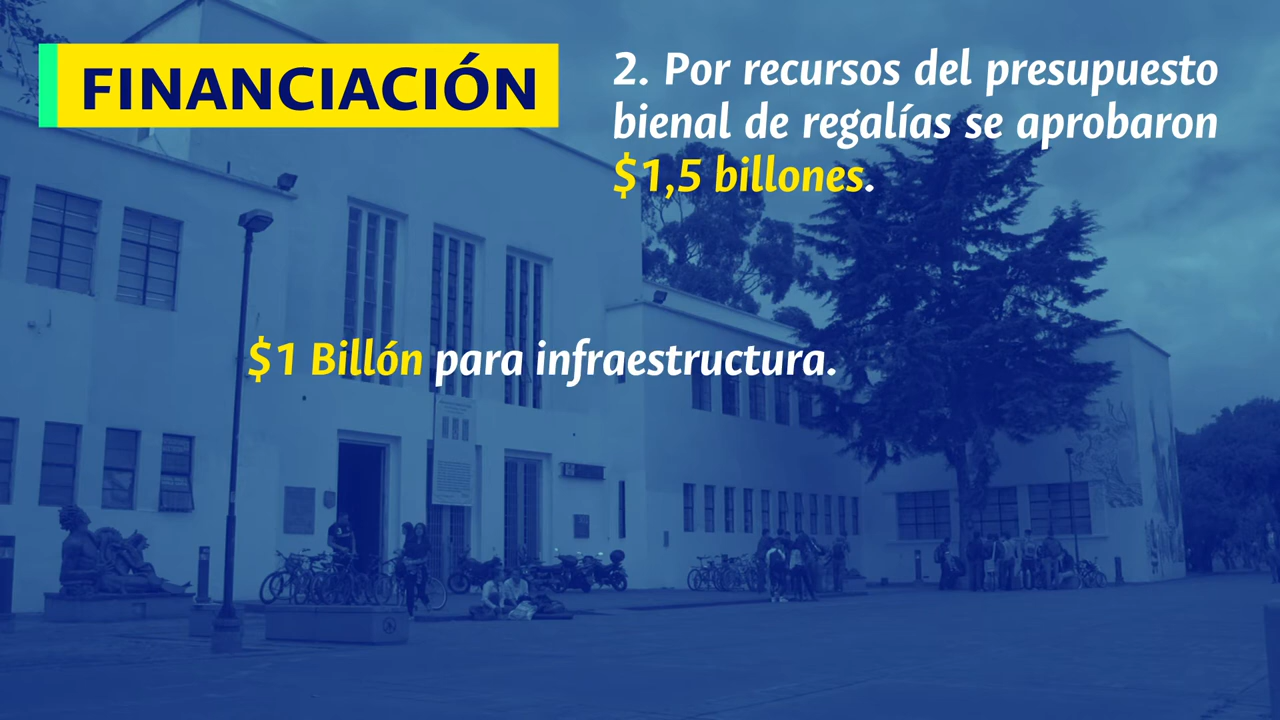 FINANCIACIÓN
2. Por recursos del presupuesto
bienal de regalías se aprobaron
$1,5 billones.
$1 Billón para infraestructura.